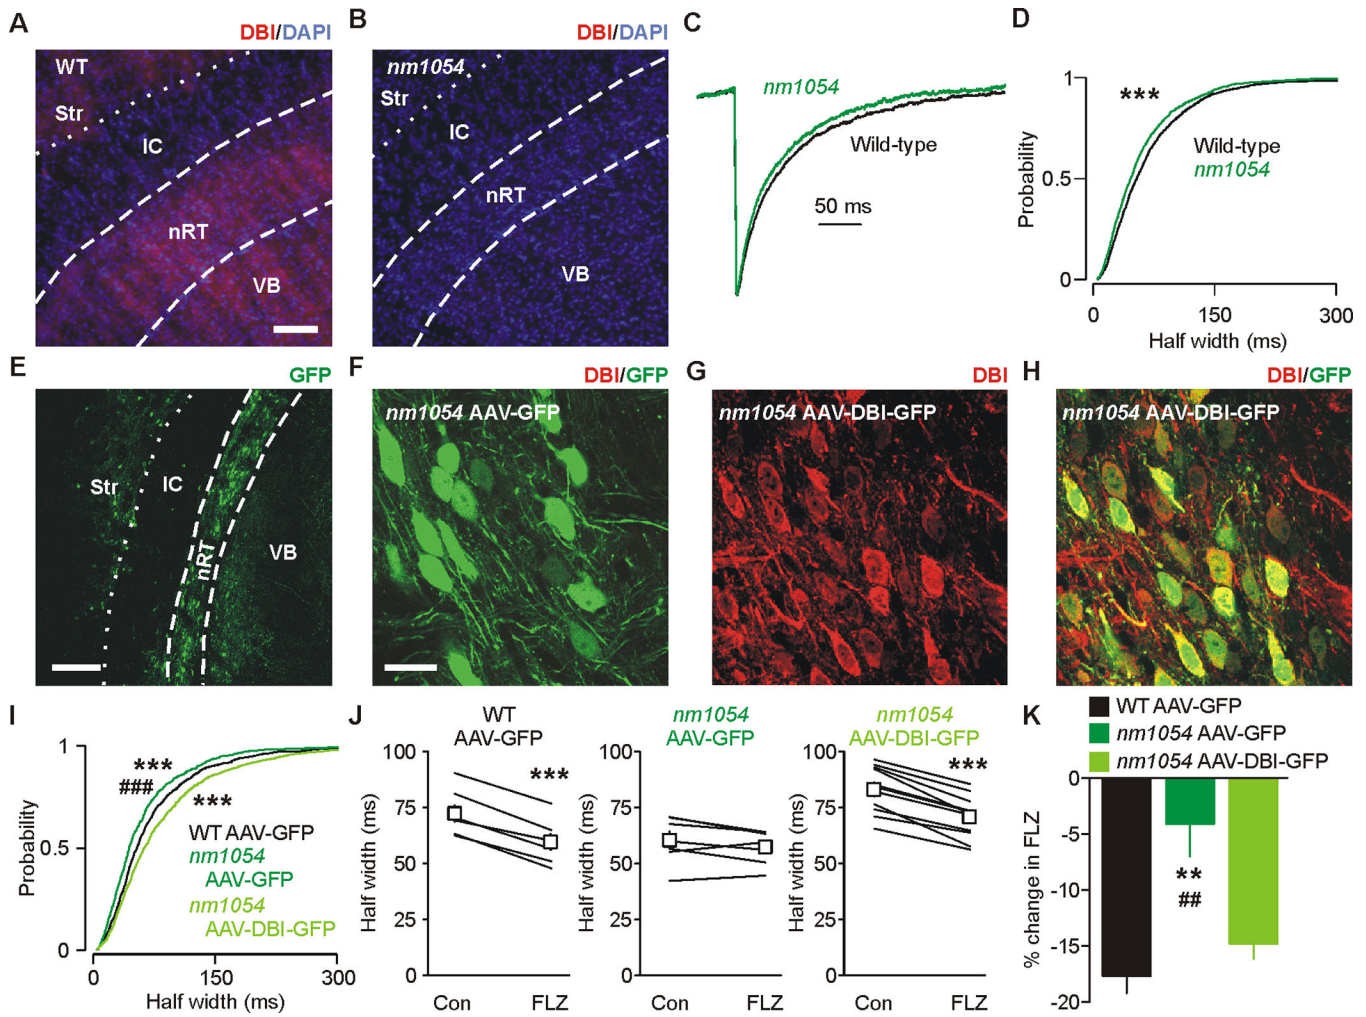 A
DBI/DAPI
WT
Str
IC
nRT
VB
B
DBI/DAPI
nm1054
Str
IC
nRT
VB
C
nm1054
Wild-type
50 ms
D
1
***
Wild-type
nm1054
0.5
0
Probability
0 150 300
Half width (ms)
E
GFP
Str
IC
nRT
VB
F
DBI/GFP
nm1054 AAV-GFP
G
DBI
nm1054 AAV-DBI-GFP
H
DBI/GFP
nm1054 AAV-DBI-GFP
I
1
***
###
***
WT AAV-GFP
nm1054
AAV-GFP
nm1054
AAV-DBI-GFP
0
Probability
0 150 300
Half width (ms)
J
WT
AAV-GFP
100
75
50
25
0
Half width (ms)
***
Con FLZ
nm1054
AAV-GFP
100
75
50
25
0
Half width (ms)
Con FLZ
nm1054
AAV-DBI-GFP
100
75
50
25
0
Half width (ms)
***
Con FLZ
K
WT AAV-GFP
nm1054 AAV-GFP
nm1054 AAV-DBI-GFP
0
-5
-10
-15
-20
% change in FLZ
**
##